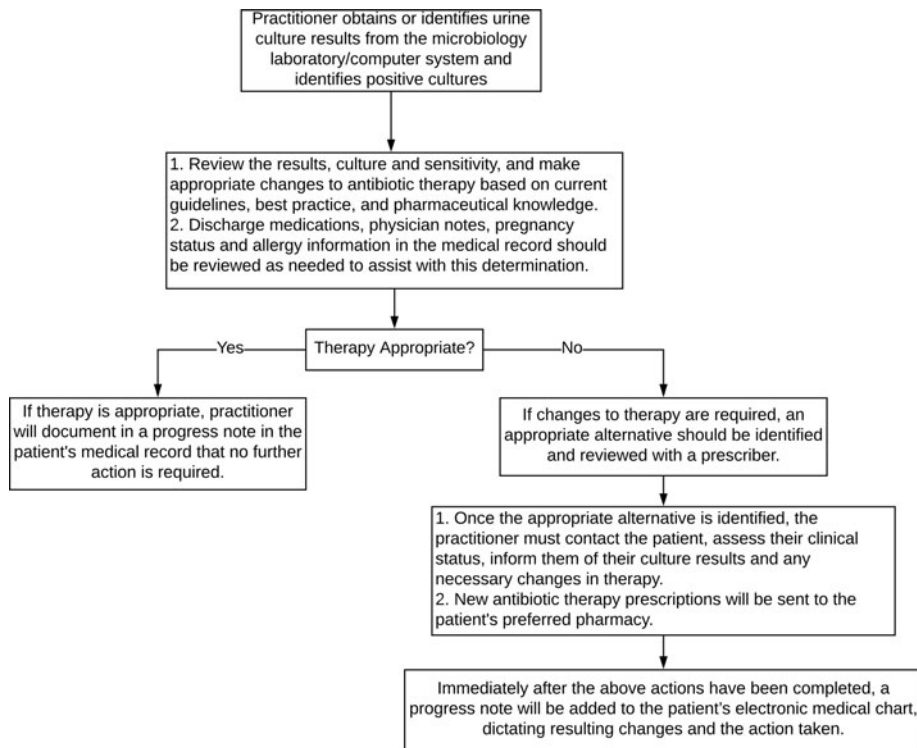 Practitioner obtains or identifies urine
culture results from the microbiology
laboratory/computer system and
identifies positive cultures
1. Review the results, culture and sensitivity, and make
appropriate changes to antibiotic therapy based on current
guidelines, best practice, and pharmaceutical knowledge.
2. Discharge medications, physician notes, pregnancy
status and allergy information in the medical record should
be reviewed as needed to assist with this determination.
Yes
Therapy Appropriate?
No
If therapy is appropriate, practitioner
will document in a progress note in the
patient's medical record that no further
action is required.
If changes to therapy are required, an
appropriate alternative should be identified
and reviewed with a prescriber.
1. Once the appropriate alternative is identified, the
practitioner must contact the patient, assess their clinical
status, inform them of their culture results and any
necessary changes in therapy.
2. New antibiotic therapy prescriptions will be sent to the
patient's preferred pharmacy.
Immediately after the above actions have been completed, a
progress note will be added to the patient's electronic medical chart,
dictating resulting changes and the action taken.